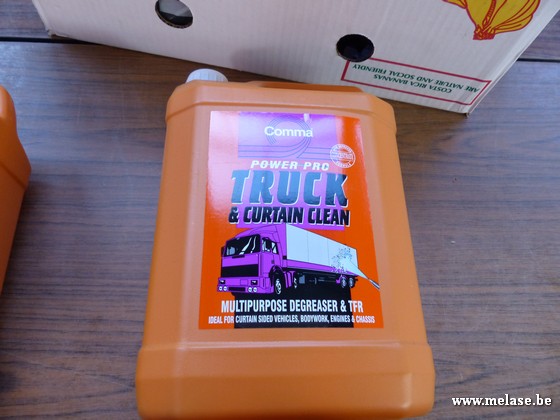 Comma
POWER PRO
TRUCK
& CURTAIN CLEAN
MULTIPURPOSE DEGREASER & TFR
IDEAL FOR CURTAIN SIDED VEHICLES, BODYWORK, ENGINES & CHASSIS
COSTA RICA BANANAS
ARE NATURE AND SOCIAL FRIENDLY
www.melase.be